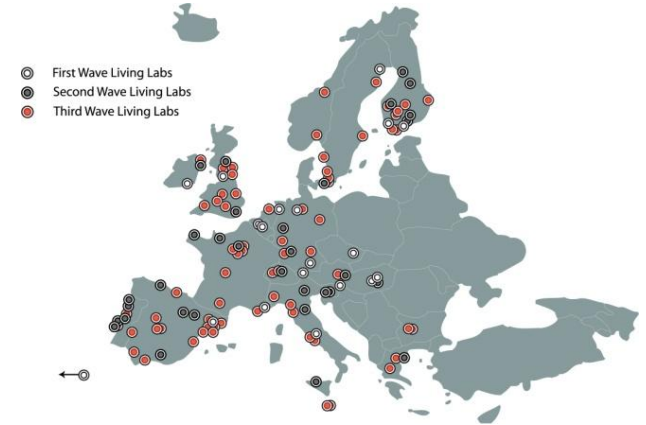 First Wave Living Labs
Second Wave Living Labs
Third Wave Living Labs